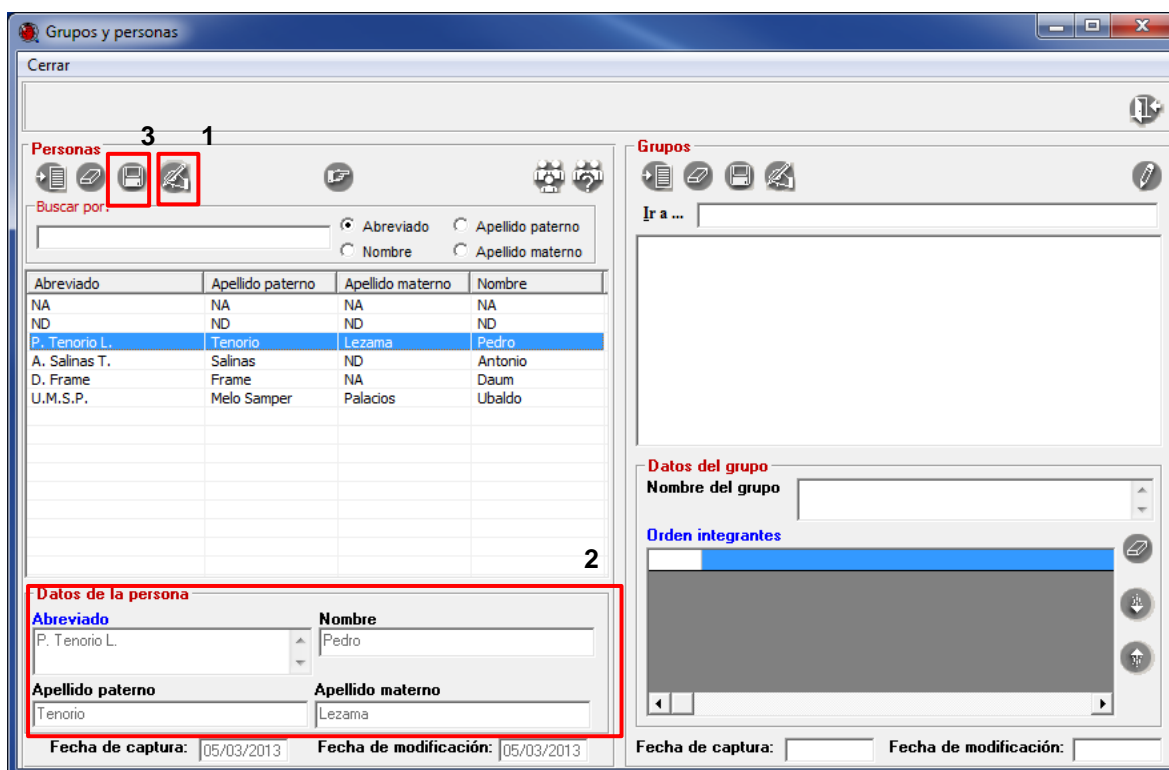 Grupos y personas
Cerrar
3 1
Personas
Buscar por:
Abreviado Apellido paterno
Nombre Apellido materno
Abreviado Apellido paterno Apellido materno Nombre
NA NA NA NA
ND ND ND ND
P. Tenorio L. Tenorio Lezama Pedro
A. Salinas T. Salinas ND Antonio
D. Frame Frame NA Daum
U.M.S.P. Melo Samper Palacios Ubaldo
2
Datos de la persona
Abreviado Nombre
P. Tenorio L. Pedro
Apellido paterno Apellido materno
Tenorio Lezama
Fecha de captura: 05/03/2013 Fecha de modificación: 05/03/2013
Grupos
Ir a ...
Datos del grupo
Nombre del grupo
Orden integrantes
Fecha de captura: Fecha de modificación: